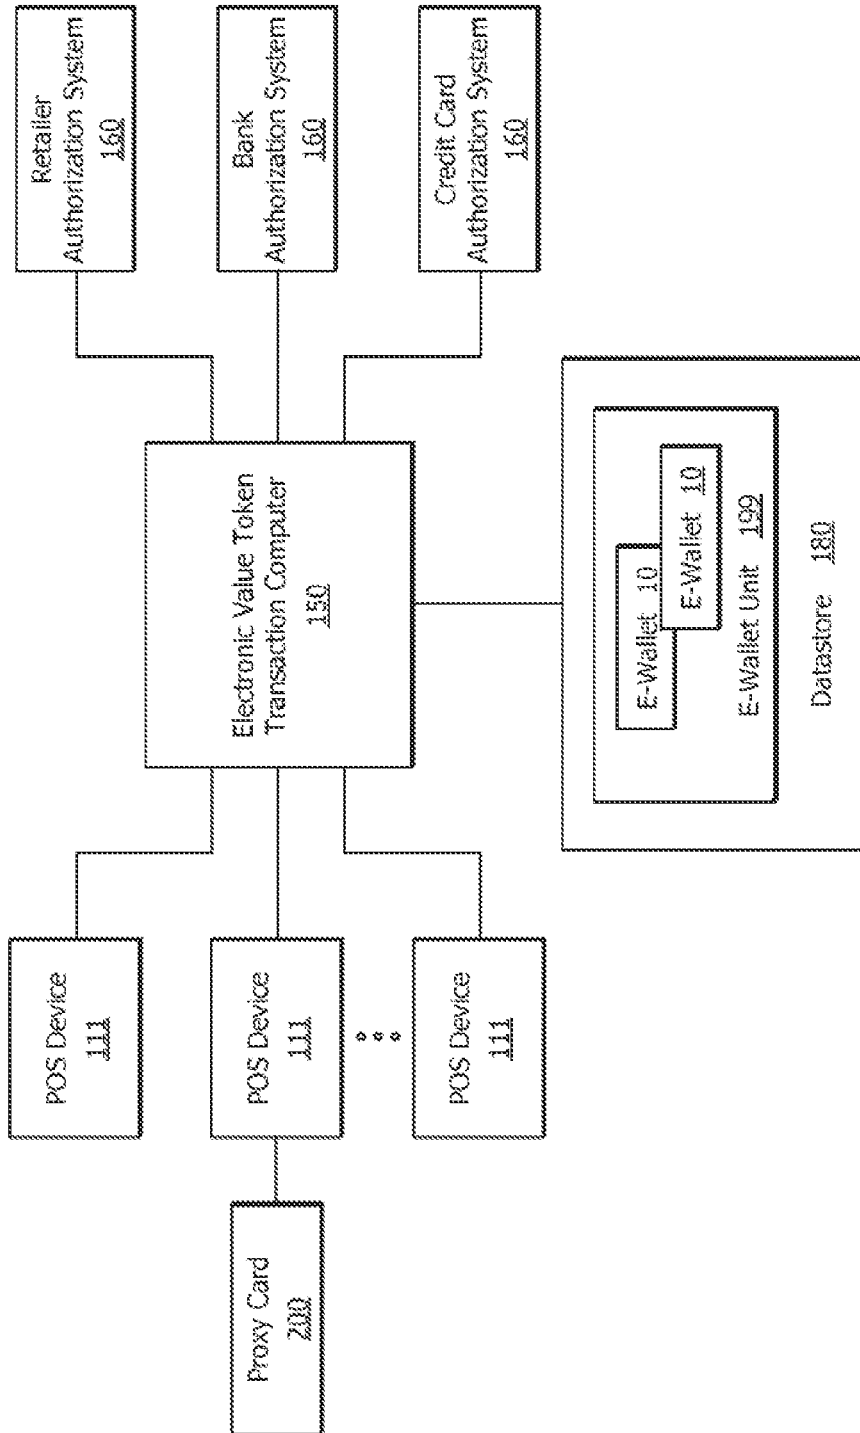 Proxy Card
200
POS Device
111
POS Device
111
POS Device
111
Electronic Value Token
Transaction Computer
150
Retailer
Authorization System
160
Bank
Authorization System
160
Credit Card
Authorization System
160
E-Wallet 10
E-Wallet 10
E-Wallet Unit 199
Datastore 180